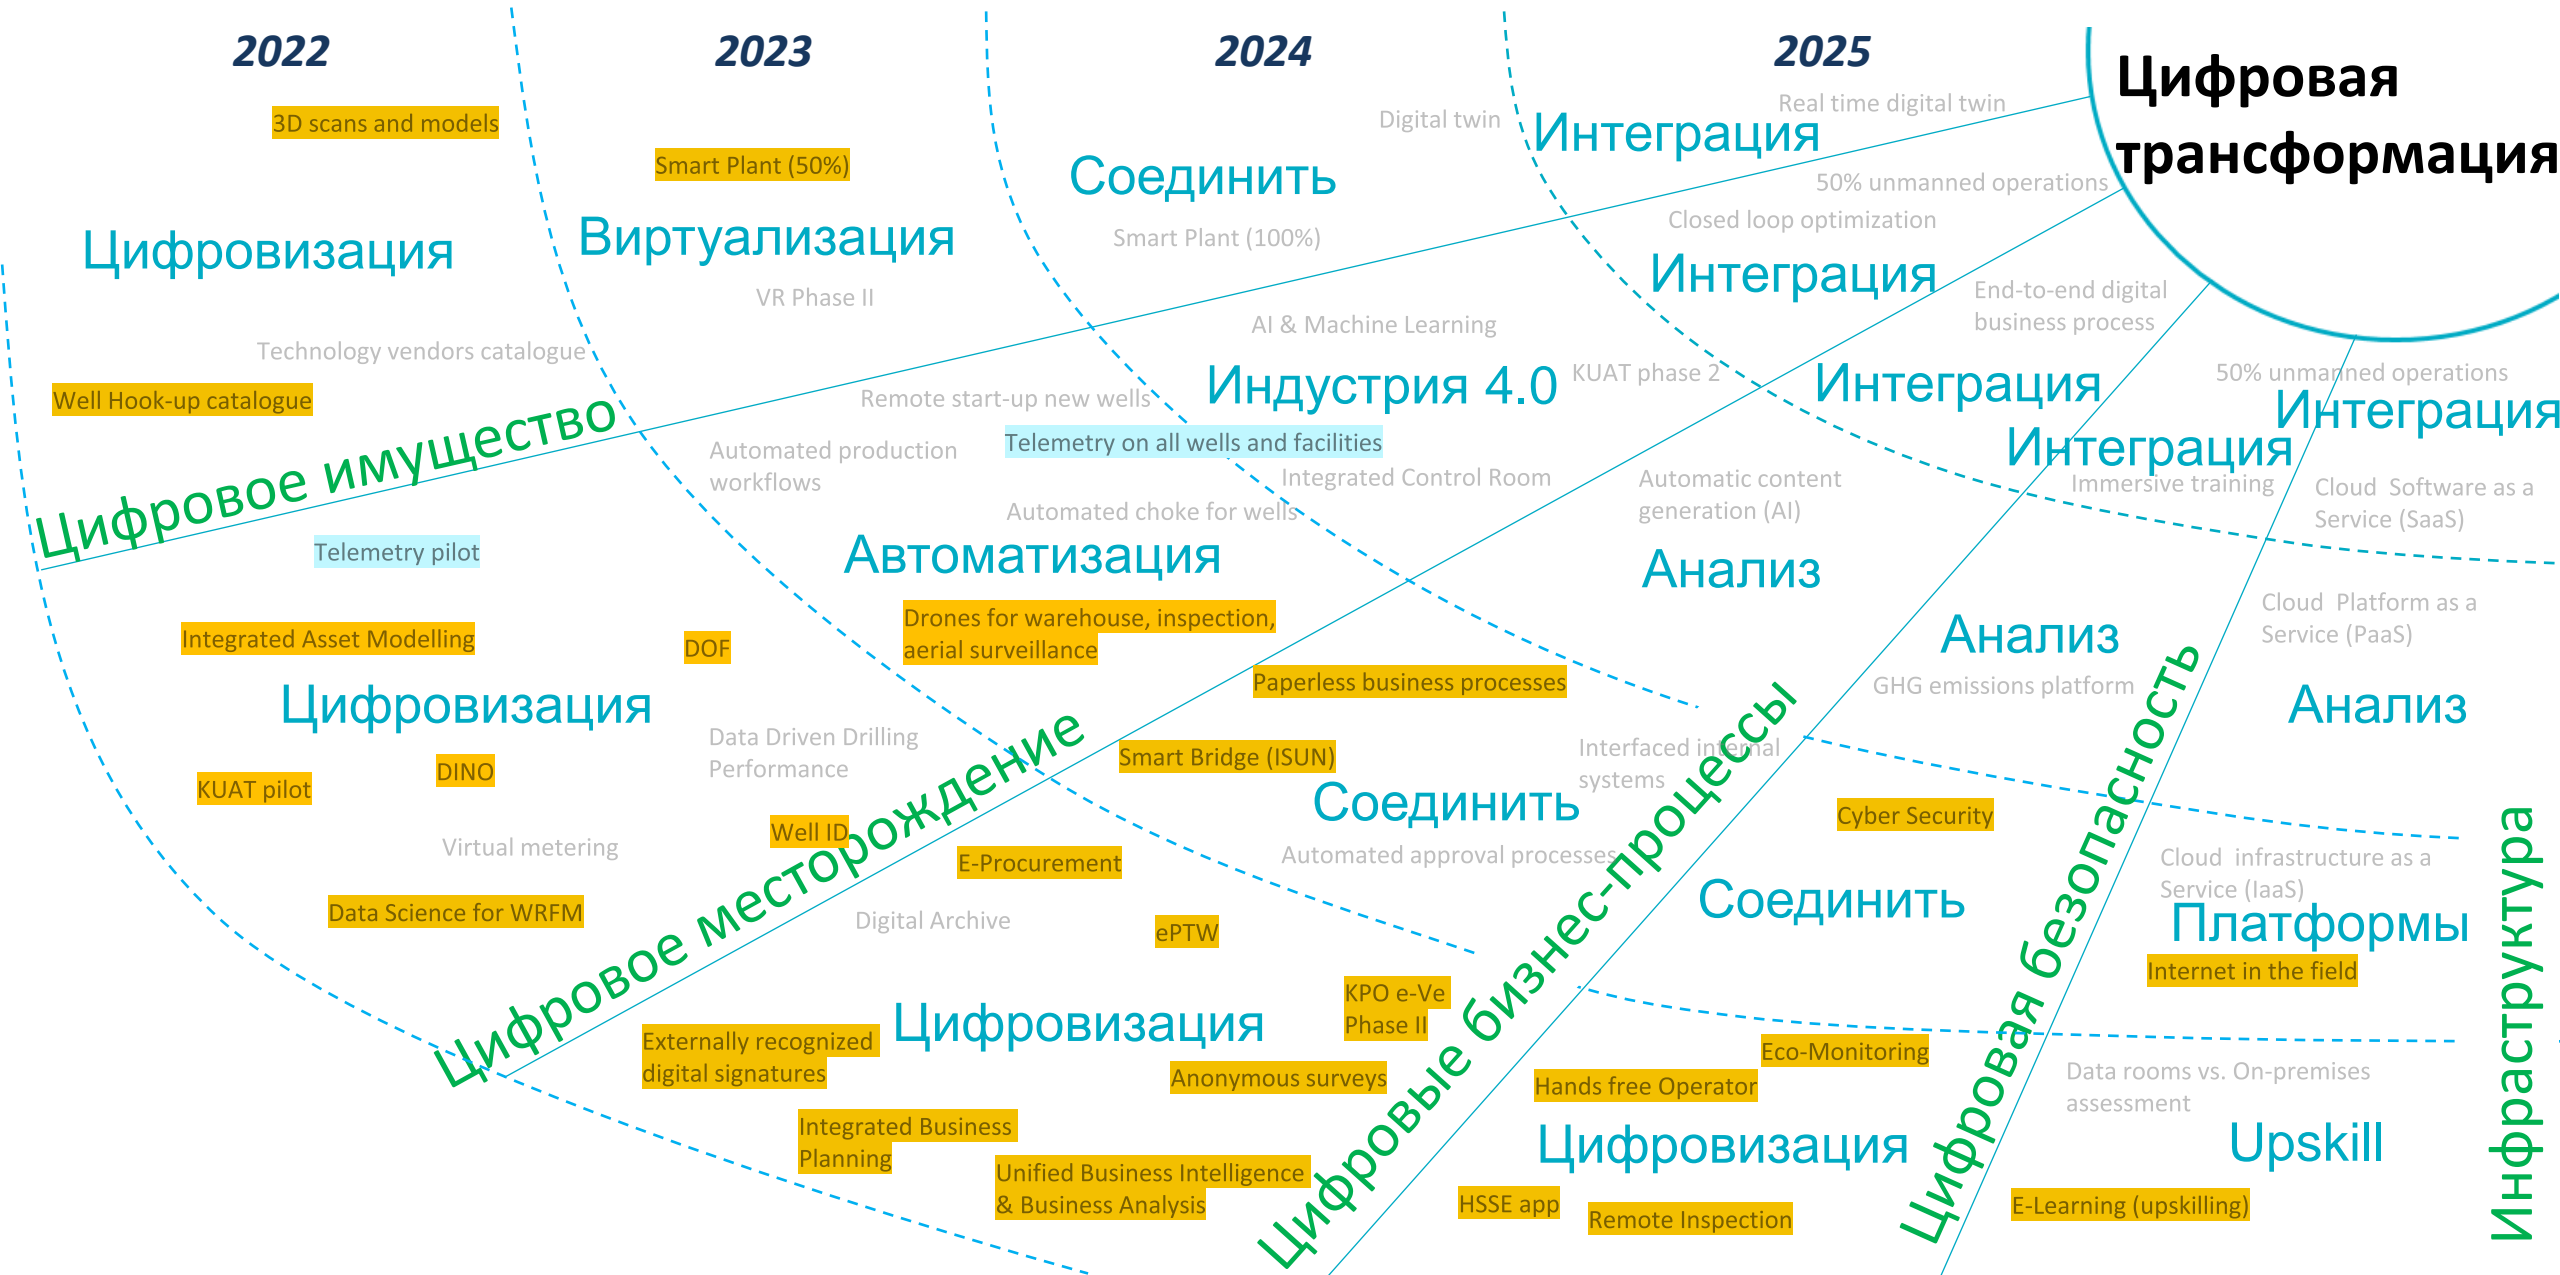 2022
2023
2024
2025
Цифровая
трансформация
3D scans and models
Smart Plant (50%)
Digital twin
Real time digital twin
Интеграция
Соединить
50% unmanned operations
Closed loop optimization
Цифровизация
Виртуализация
Smart Plant (100%)
Интеграция
VR Phase II
End-to-end digital
business process
Technology vendors catalogue
AI & Machine Learning
Well Hook-up catalogue
Remote start-up new wells
Индустрия 4.0
KUAT phase 2
Интеграция
50% unmanned operations
Интеграция
Цифровое имущество
Automated production
workflows
Telemetry on all wells and facilities
Integrated Control Room
Automatic content
generation (AI)
Интеграция
Immersive training
Cloud  Software as a
Service (SaaS)
Automated choke for wells
Telemetry pilot
Автоматизация
Анализ
Integrated Asset Modelling
DOF
Drones for warehouse, inspection,
aerial surveillance
Анализ
Cloud  Platform as a
Service (PaaS)
Цифровизация
Paperless business processes
GHG emissions platform
Анализ
Data Driven Drilling
Performance
Smart Bridge (ISUN)
Interfaced internal
systems
KUAT pilot
DINO
Соединить
Cyber Security
Virtual metering
Well ID
E-Procurement
Automated approval processes
Cloud  infrastructure as a
Service (IaaS)
Data Science for WRFM
Цифровое месторождение
Digital Archive
ePTW
Соединить
Платформы
Internet in the field
KPO e-Ve
Phase II
Externally recognized
digital signatures
Цифровизация
Anonymous surveys
Цифровые бизнес-процессы
Hands free Operator
Eco-Monitoring
Data rooms vs. On-premises
assessment
Integrated Business
Planning
Unified Business Intelligence
& Business Analysis
Цифровизация
Upskill
HSSE app
Remote Inspection
Цифровая безопасность
E-Learning (upskilling)
Инфраструктура